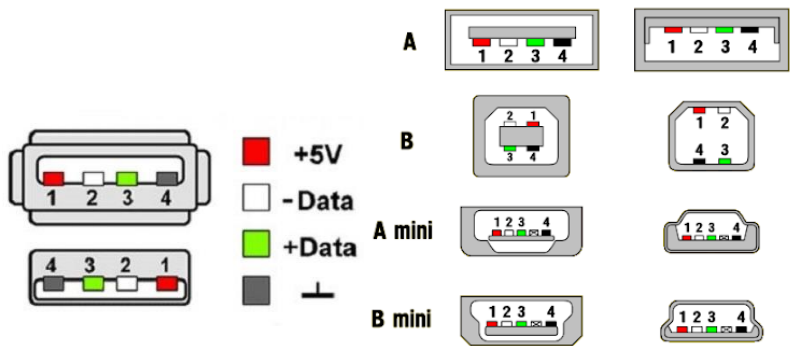 1 2 3 4
4 3 2 1
+5V
-Data
+Data
A
1 2 3 4
1 2 3 4
B
2 1
3 4
1 2
4 3
A mini
1 2 3 4
1 2 3 4
B mini
1 2 3 4
1 2 3 4